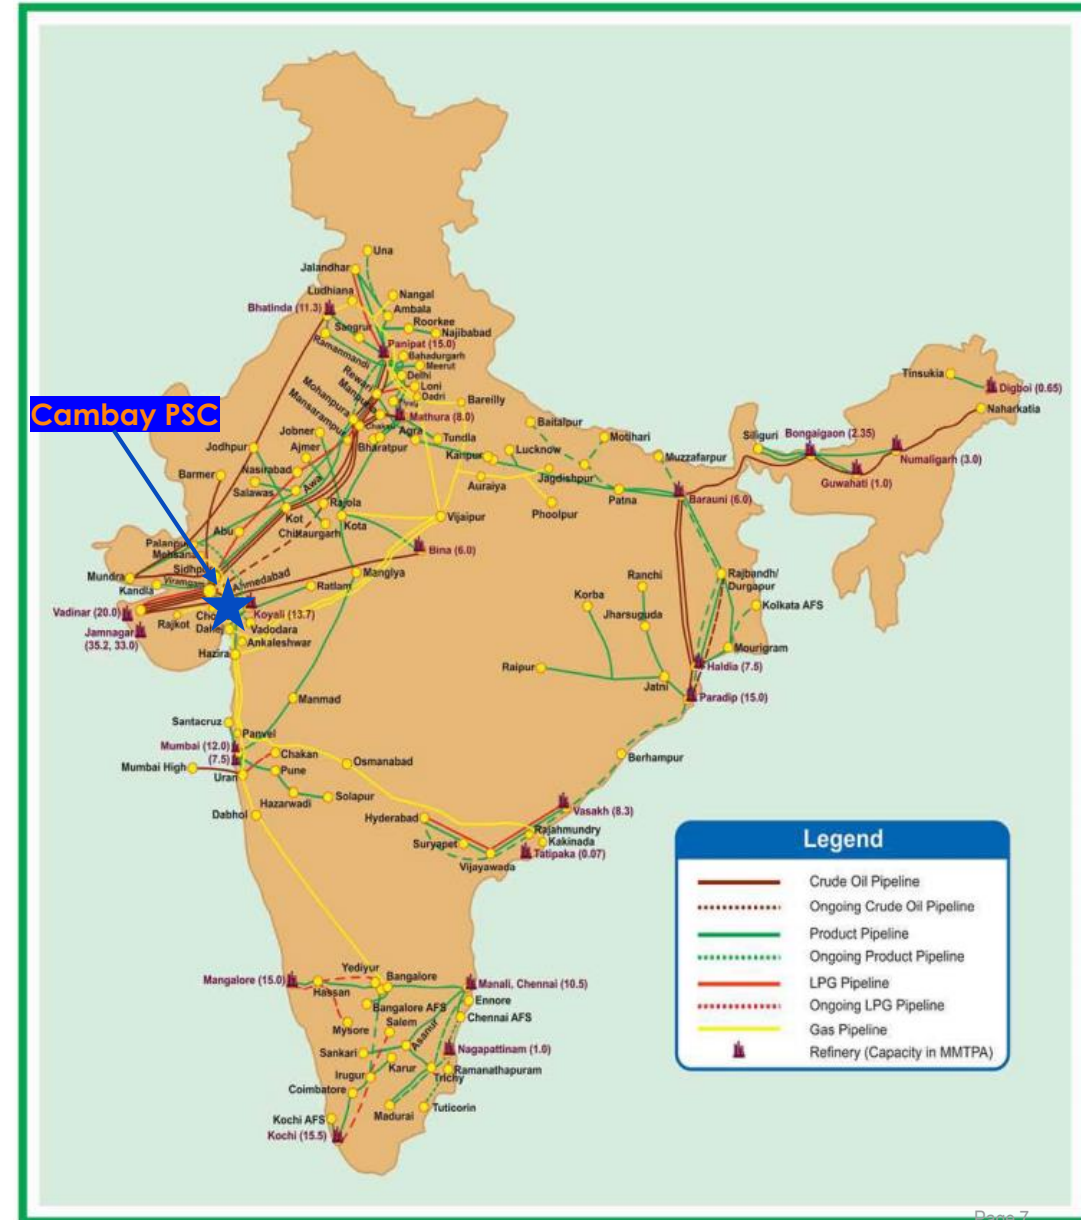 Una
Jalandhar
Ludhiana
Nangal
Bhatinda (11.3)
Ambala
Roorkee
Sangrur
Najibabad
Ramanmandi
Panipat (15.0)
Bahadurgarh
Meerut
Rewari
Delhi
Tinsukia
Digboi (0.65)
Loni
Dadri
Mohanpura
Bareilly
Naharkatia
Cambay PSC
Mansarampur
Mathura (8.0)
Baitalpur
Jobner
Chaksu
Agra
Tundla
Motihari
Siliguri
Bongaigaon (2.35)
Jodhpur
Ajmer
Bharatpur
Kanpur
Lucknow
Muzzafarpur
Numaligarh (3.0)
Barmer
Nasirabad
Jagdishpur
Guwahati (1.0)
Salawas
Awa
Auraiya
Patna
Barauni (6.0)
Rajola
Phoolpur
Kot
Kota
Vijaipur
Abu
Chittaurgarh
Palanpur
Bina (6.0)
Sidhpur
Mundra
Viramgam
Ahmedabad
Manglya
Ranchi
Rajbandh/
Durgapur
Kandla
Ratlam
Korba
Vadinar (20.0)
Koyali (13.7)
Jharsuguda
Kolkata AFS
Rajkot
Jamnagar
(35.2, 33.0)
Vadodara
Ankaleshwar
Mourigram
Hazira
Raipur
Haldia (7.5)
Jatni
Paradip (15.0)
Manmad
Santacruz
Panvel
Mumbai (12.0)
(7.5)
Chakan
Berhampur
Mumbai High
Osmanabad
Uran
Pune
Hazarwadi
Solapur
Dabhol
Hyderabad
Vasakh (8.3)
Rajahmundry
Suryapet
Kakinada
Tatipaka (0.07)
Vijayawada
Legend
Crude Oil Pipeline
Ongoing Crude Oil Pipeline
Product Pipeline
Ongoing Product Pipeline
LPG Pipeline
Ongoing LPG Pipeline
Gas Pipeline
Refinery (Capacity in MMTPA)
Yediyur
Bangalore
Mangalore (15.0)
Hassan
Manali, Chennai (10.5)
Ennore
Bangalore AFS
Chennai AFS
Mysore
Salem
Asanur
Sankari
Nagapattinam (1.0)
Karur
Ramanathapuram
Irugur
Trichy
Coimbatore
Tuticorin
Madurai
Kochi AFS
Kochi (15.5)
Page 7